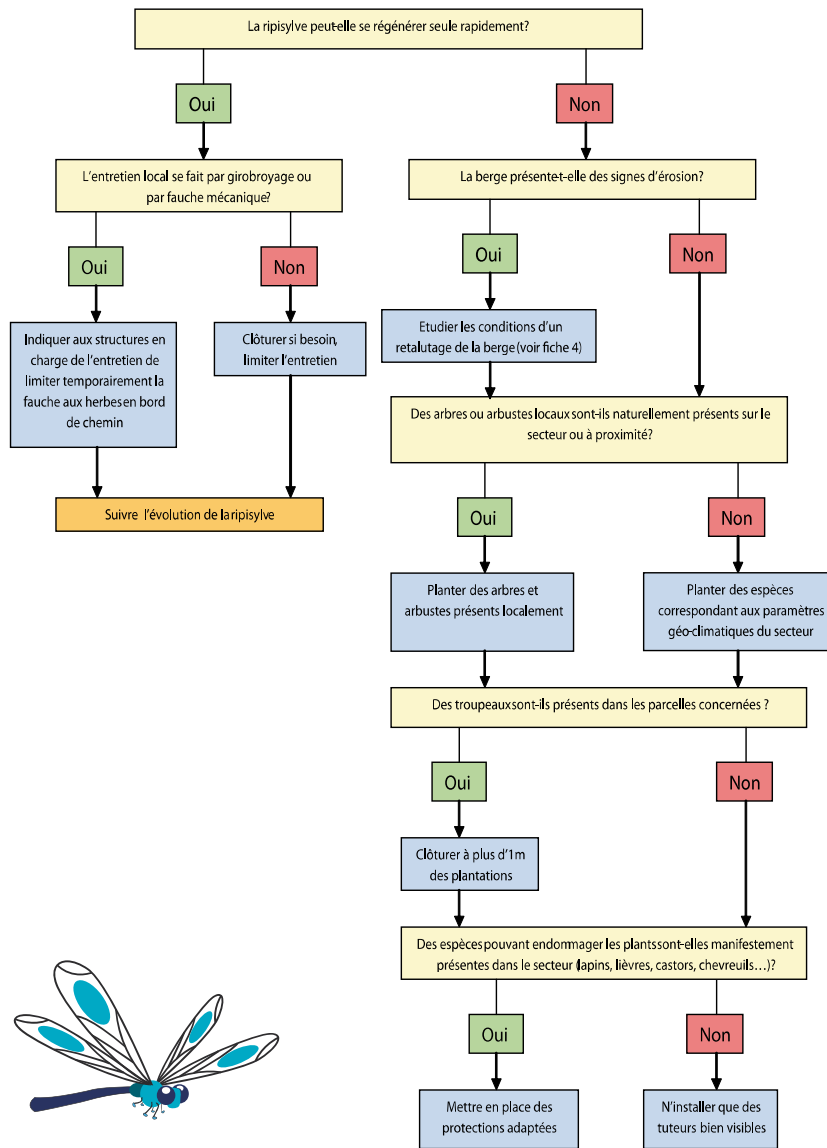 La ripisylve peut-elle se régénérer seule rapidement?
Oui
Non
L'entretien local se fait par girobroyage ou
par fauche mécanique?
La berge présente-t-elle des signes d'érosion?
Oui
Non
Oui
Non
Indiquer aux structures en
charge de l'entretien de
limiter temporairement la
fauche aux herbes en bord
de chemin
Clôturer si besoin,
limiter l'entretien
Etudier les conditions d'un
retalutage de la berge (voir fiche 4)
Des arbres ou arbustes locaux sont-ils naturellement présents sur le
secteur ou à proximité?
Suivre l'évolution de la ripisylve
Oui
Non
Planter des arbres et
arbustes présents localement
Planter des espèces
correspondant aux paramètres
géo-climatiques du secteur
Des troupeaux sont-ils présents dans les parcelles concernées ?
Oui
Non
Clôturer à plus d'1m
des plantations
Des espèces pouvant endommager les plants sont-elles manifestement
présentes dans le secteur (lapins, lièvres, castors, chevreuils…)?
Oui
Non
Mettre en place des
protections adaptées
N'installer que des
tuteurs bien visibles